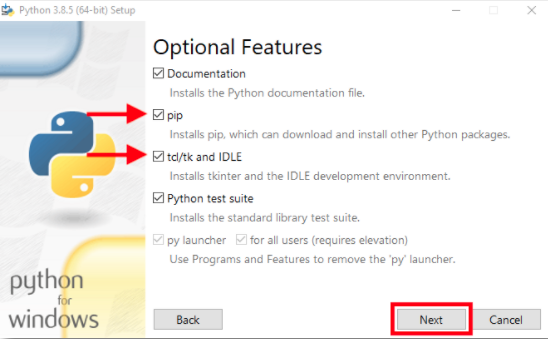 Python 3.8.5 (64-bit) Setup
Optional Features
Documentation
Installs the Python documentation file.
pip
Installs pip, which can download and install other Python packages.
tcl/tk and IDLE
Installs tkinter and the IDLE development environment.
Python test suite
Installs the standard library test suite.
py launcher for all users (requires elevation)
Use Programs and Features to remove the 'py' launcher.
python
for
windows
Back Next Cancel